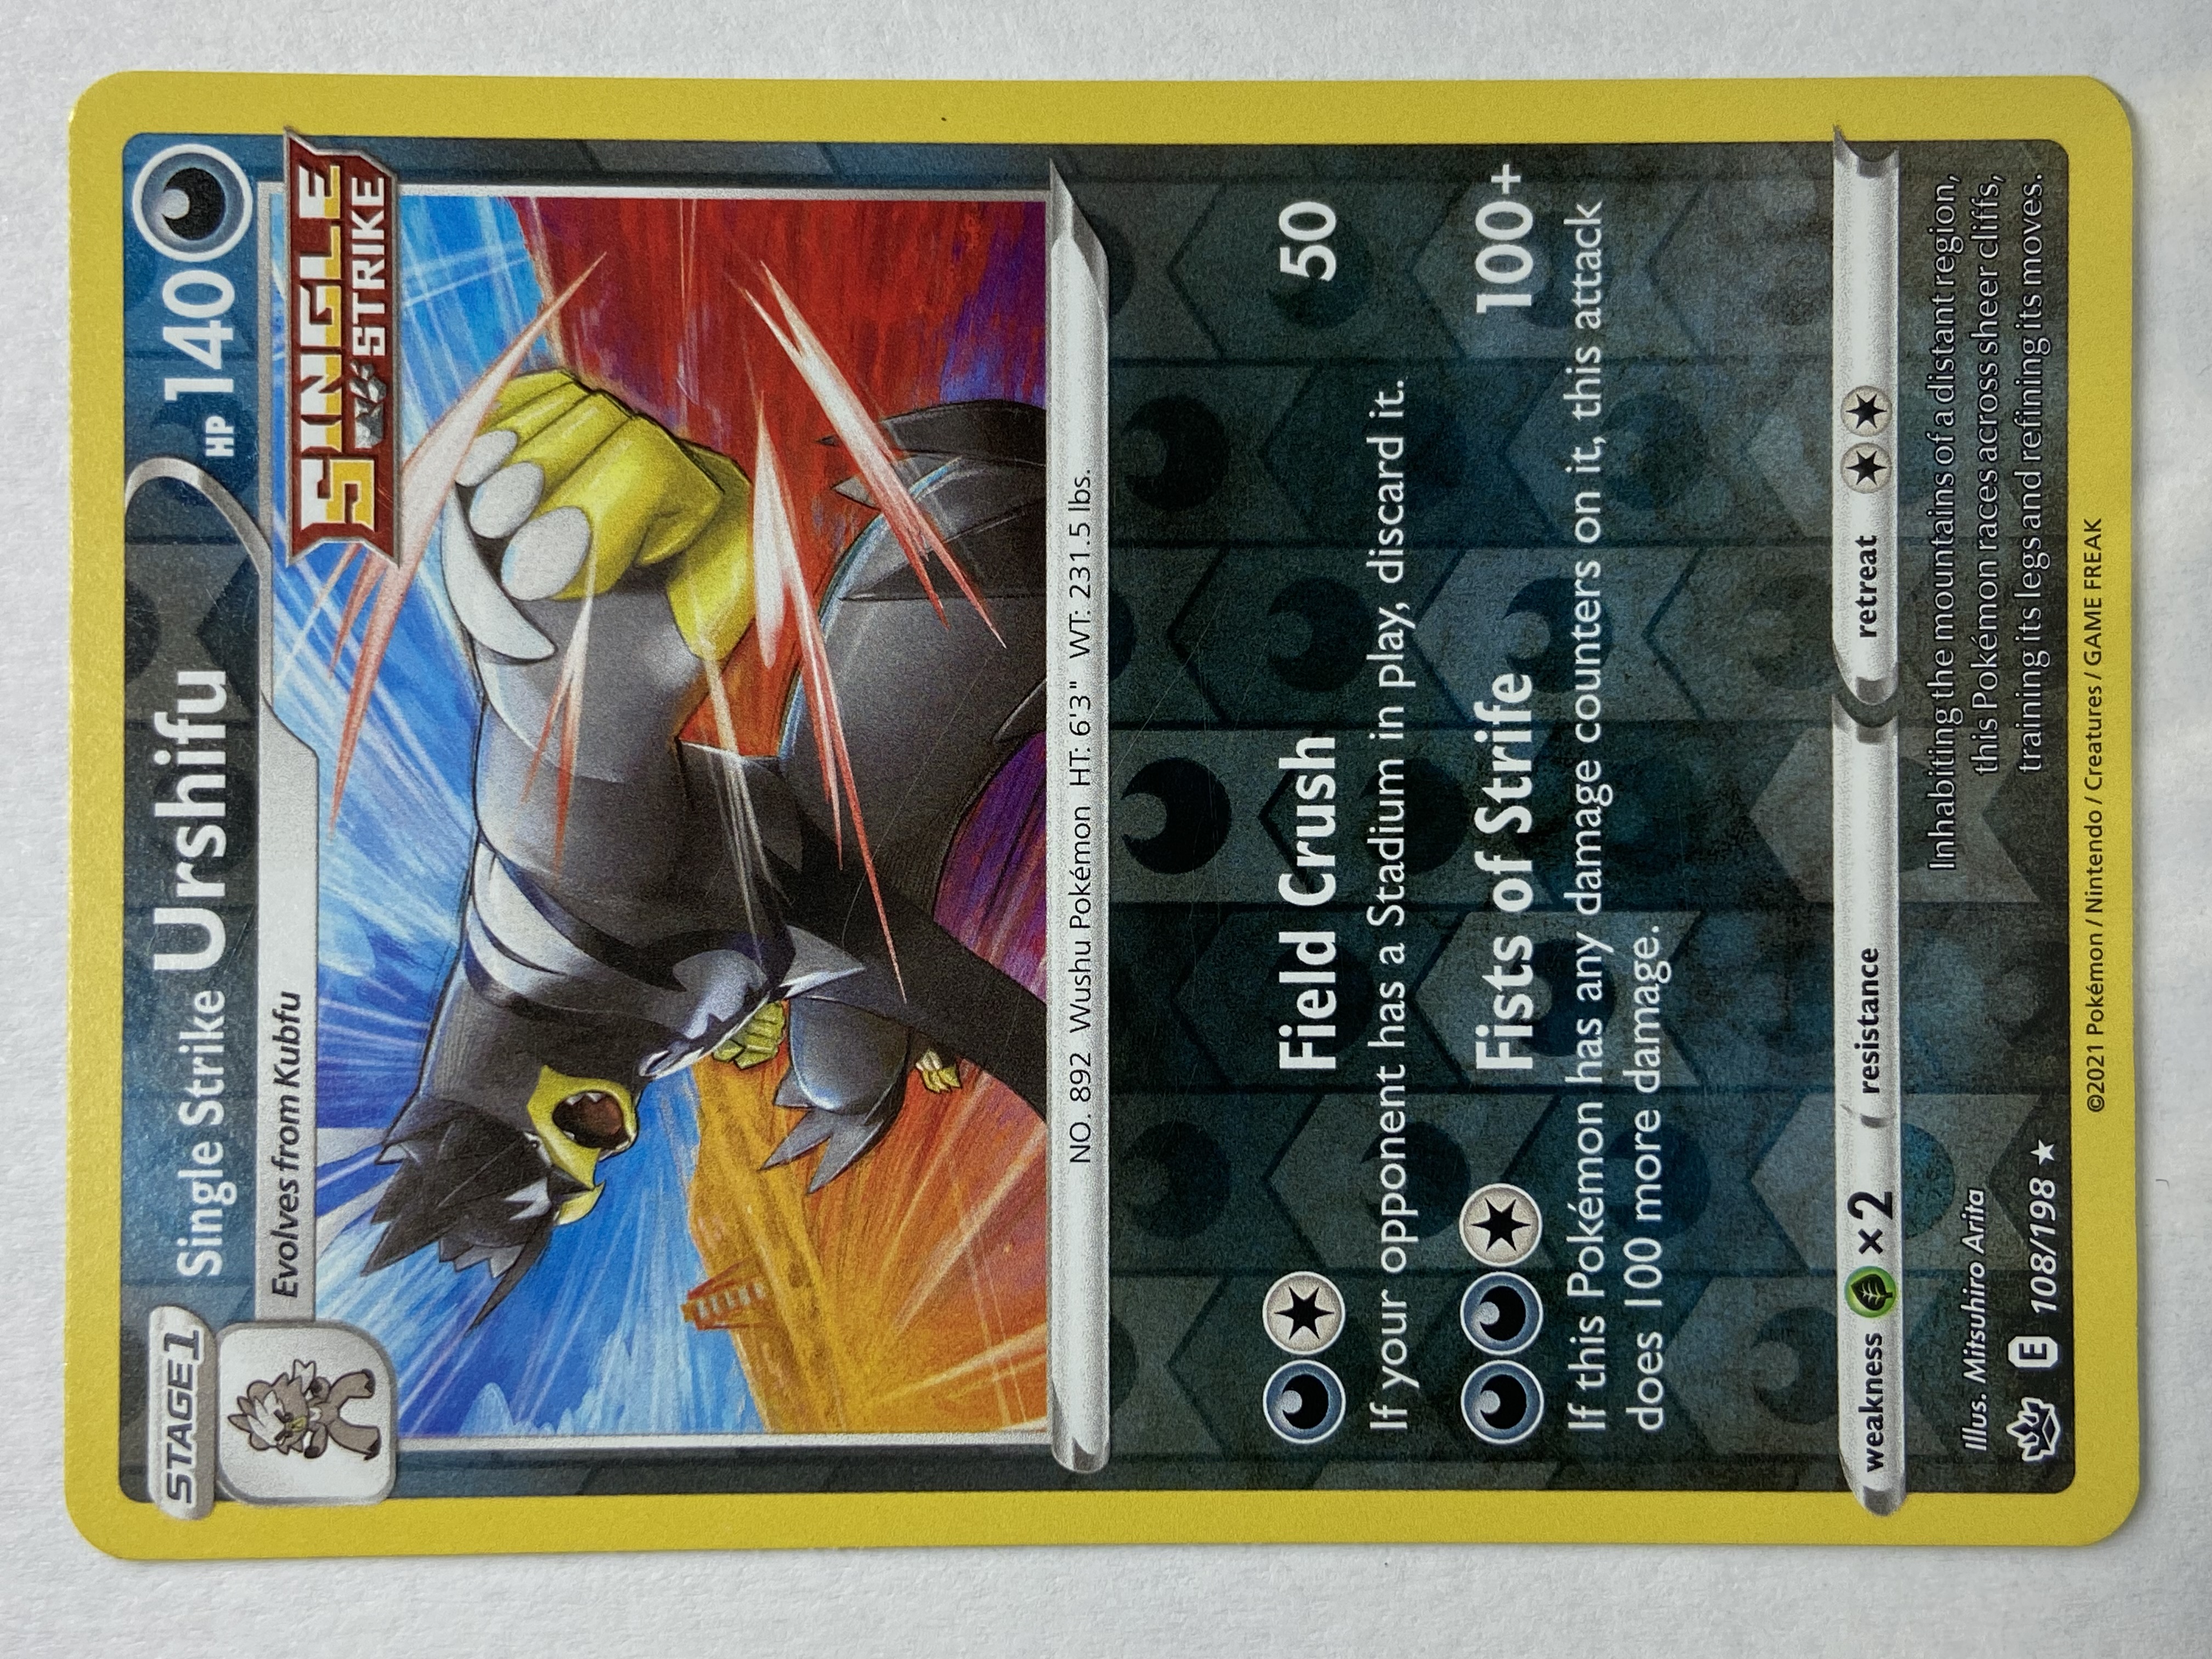 STAGE1
Single Strike Urshifu
HP 140
Evolves from Kubfu
SINGLE
STRIKE
NO. 892 Wushu Pokémon HT: 6'3" WT: 231.5 lbs.
Field Crush 50
If your opponent has a Stadium in play, discard it.
Fists of Strife 100+
If this Pokémon has any damage counters on it, this attack
does 100 more damage.
weakness ×2 resistance retreat
Illus. Mitsuhiro Arita
E 108/198 ★
Inhabiting the mountains of a distant region,
this Pokémon races across sheer cliffs,
training its legs and refining its moves.
©2021 Pokémon / Nintendo / Creatures / GAME FREAK